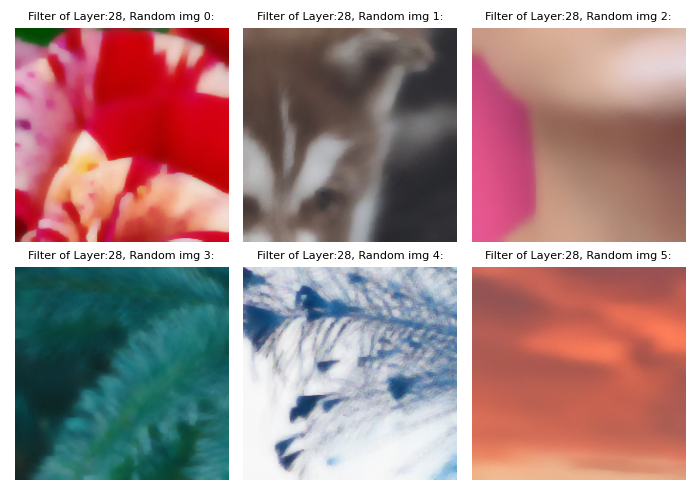 Filter of Layer:28, Random img 0:
Filter of Layer:28, Random img 1:
Filter of Layer:28, Random img 2:
Filter of Layer:28, Random img 3:
Filter of Layer:28, Random img 4:
Filter of Layer:28, Random img 5: